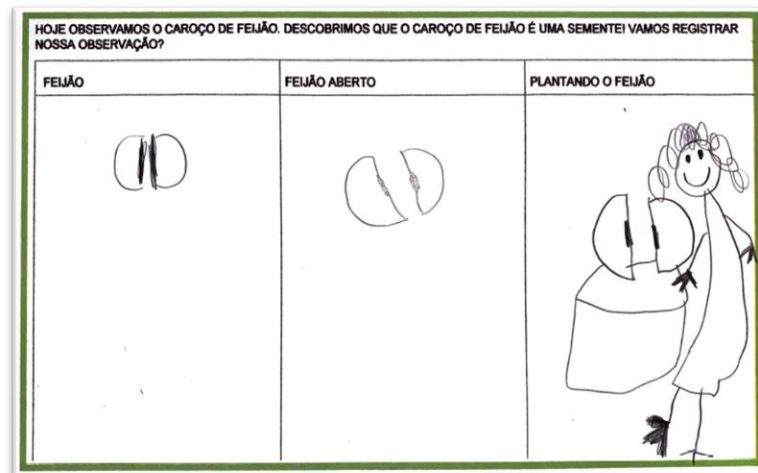 HOJE OBSERVAMOS O CAROÇO DE FEIJÃO. DESCOBRIMOS QUE O CAROÇO DE FEIJÃO É UMA SEMENTE! VAMOS REGISTRAR
NOSSA OBSERVAÇÃO?
FEIJÃO
FEIJÃO ABERTO
PLANTANDO O FEIJÃO